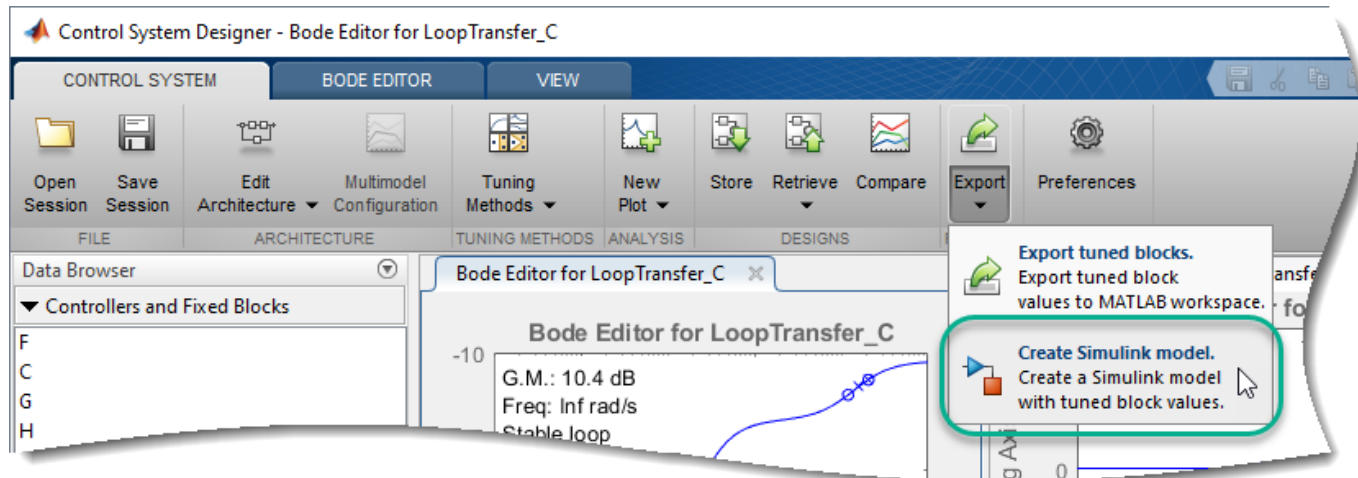 Control System Designer - Bode Editor for LoopTransfer_C
CONTROL SYSTEM BODE EDITOR VIEW
Open Session
Save Session
Edit Architecture
Multimodel Configuration
Tuning Methods
New Plot
Store
Retrieve
Compare
Export
Preferences
FILE ARCHITECTURE TUNING METHODS ANALYSIS DESIGNS
Data Browser
Controllers and Fixed Blocks
F
C
G
H
Bode Editor for LoopTransfer_C
Bode Editor for LoopTransfer_C
-10
G.M.: 10.4 dB
Freq: Inf rad/s
Stable loop
Export tuned blocks.
Export tuned block
values to MATLAB workspace.
Create Simulink model.
Create a Simulink model
with tuned block values.
0